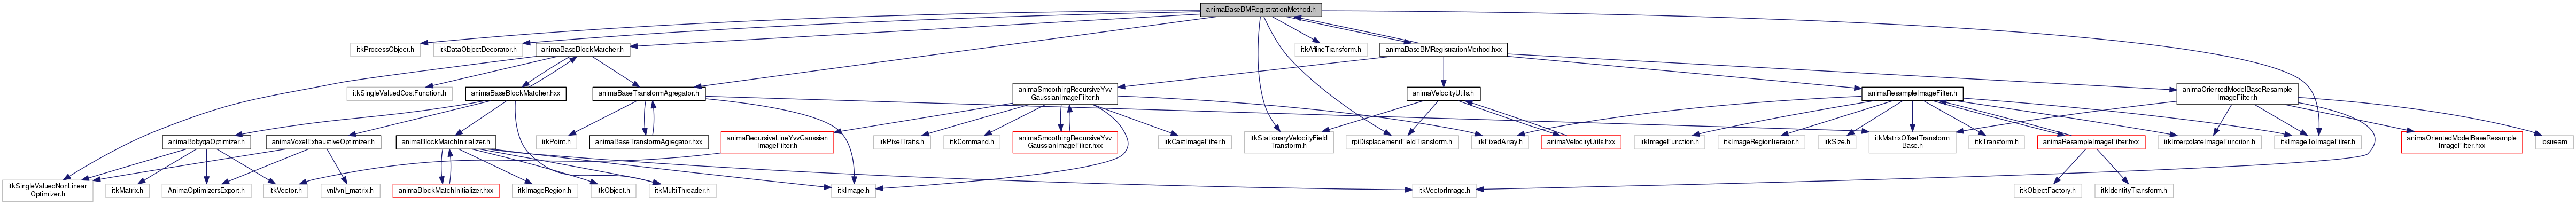 animaBaseBMRegistrationMethod.h
itkProcessObject.h
itkDataObjectDecorator.h
animaBaseBlockMatcher.h
itkAffineTransform.h
animaBaseBMRegistrationMethod.hxx
itkSingleValuedCostFunction.h
animaBaseBlockMatcher.hxx
animaBaseTransformAgregator.h
animaSmoothingRecursiveYvv
GaussianImageFilter.h
animaVelocityUtils.h
animaResampleImageFilter.h
animaOrientedModelBaseResample
ImageFilter.h
animaBobyqaOptimizer.h
animaVoxelExhaustiveOptimizer.h
animaBlockMatchInitializer.h
itkPoint.h
animaBaseTransformAgregator.hxx
animaRecursiveLineYvvGaussian
ImageFilter.h
itkPixelTraits.h
itkCommand.h
animaSmoothingRecursiveYvv
GaussianImageFilter.hxx
itkCastImageFilter.h
itkStationaryVelocityField
Transform.h
rpiDisplacementFieldTransform.h
itkFixedArray.h
animaVelocityUtils.hxx
itkImageFunction.h
itkImageRegionIterator.h
itkSize.h
itkMatrixOffsetTransform
Base.h
itkTransform.h
animaResampleImageFilter.hxx
itkInterpolateImageFunction.h
itkImageToImageFilter.h
animaOrientedModelBaseResample
ImageFilter.hxx
iostream
itkSingleValuedNonLinear
Optimizer.h
itkMatrix.h
AnimaOptimizersExport.h
itkVector.h
vnl/vnl_matrix.h
animaBlockMatchInitializer.hxx
itkImageRegion.h
itkObject.h
itkMultiThreader.h
itkImage.h
itkVectorImage.h
itkObjectFactory.h
itkIdentityTransform.h